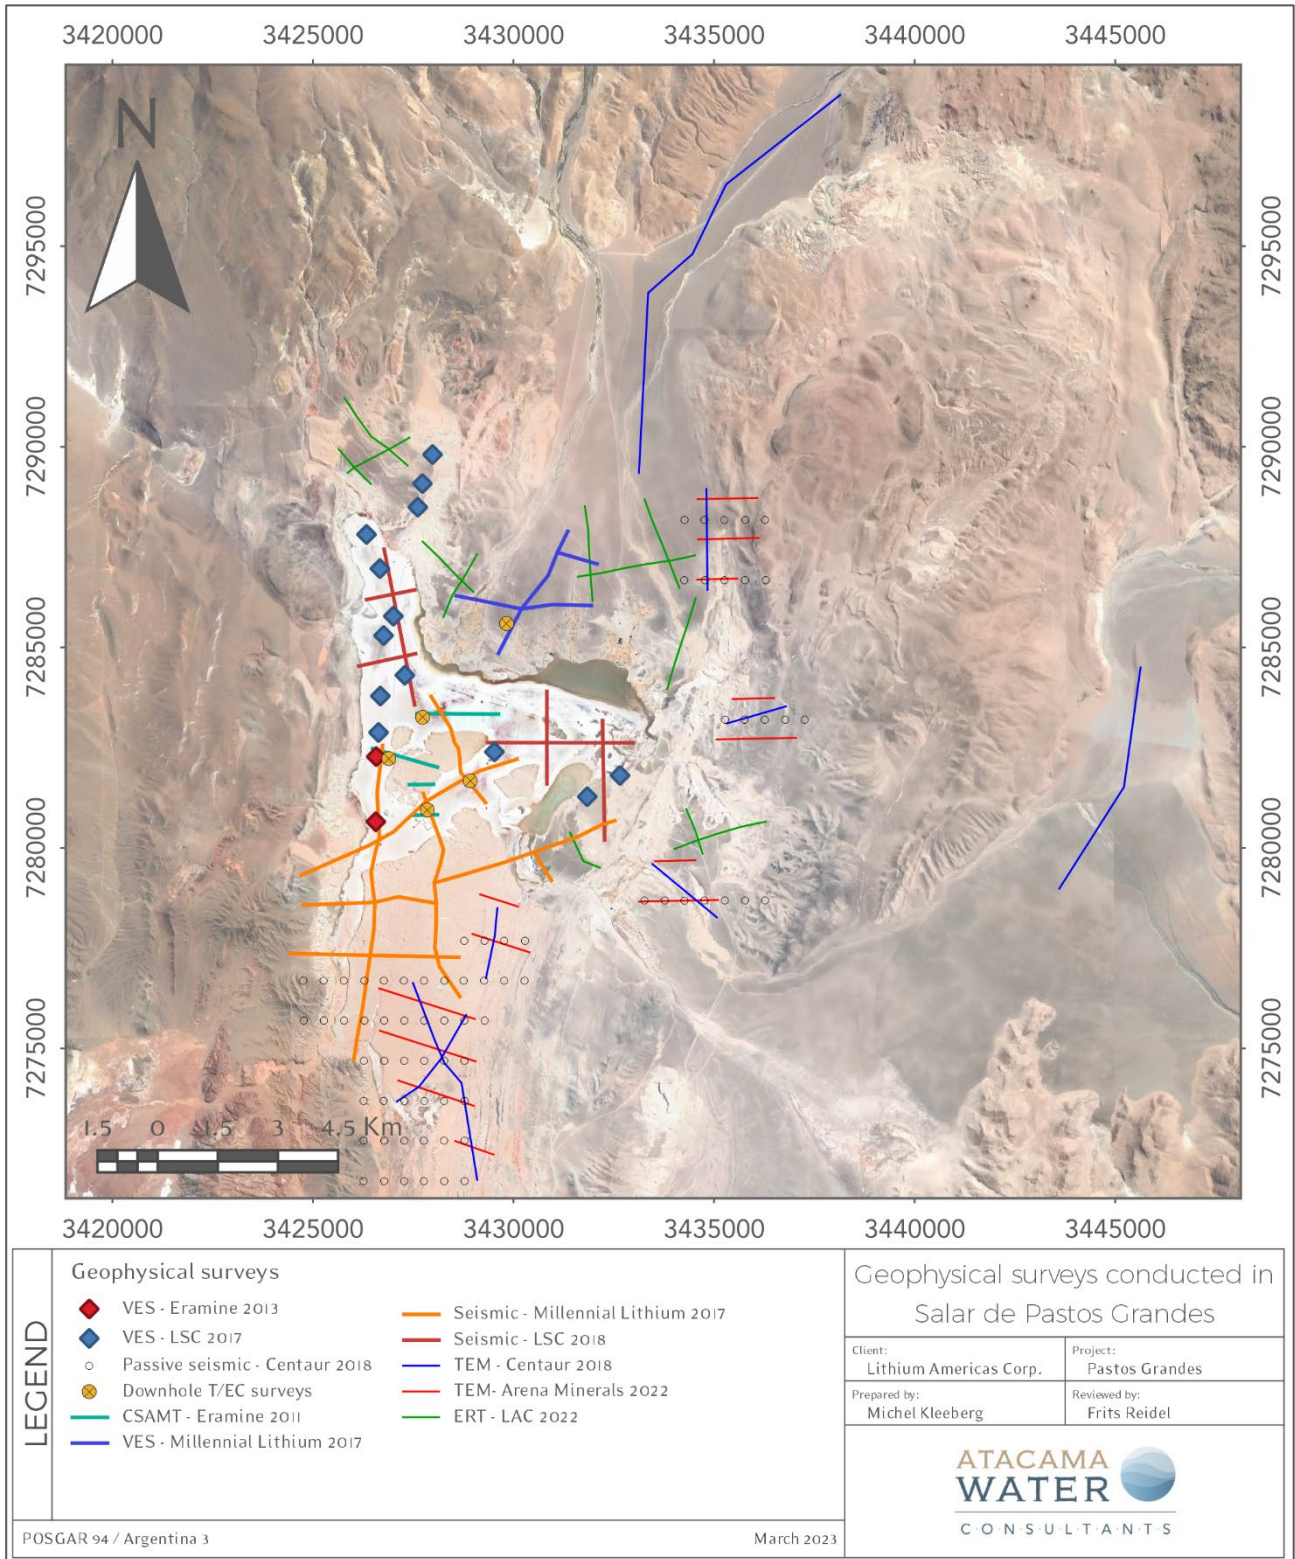 3420000 3425000 3430000 3435000 3440000 3445000
N
7295000 7295000
7290000 7290000
7285000 7285000
7280000 7280000
7275000 7275000
1.5 0 1.5 3 4.5 Km
3420000 3425000 3430000 3435000 3440000 3445000
LEGEND
Geophysical surveys
VES - Eramine 2013
VES - LSC 2017
Passive seismic - Centaur 2018
Downhole T/EC surveys
CSAMT - Eramine 2011
VES - Millennial Lithium 2017
Seismic - Millennial Lithium 2017
Seismic - LSC 2018
TEM - Centaur 2018
TEM- Arena Minerals 2022
ERT - LAC 2022
Geophysical surveys conducted in
Salar de Pastos Grandes
Client:
Lithium Americas Corp.
Project:
Pastos Grandes
Prepared by:
Michel Kleeberg
Reviewed by:
Frits Reidel
ATACAMA
WATER
C·O·N·S·U·L·T·A·N·T·S
POSGAR 94 / Argentina 3
March 2023